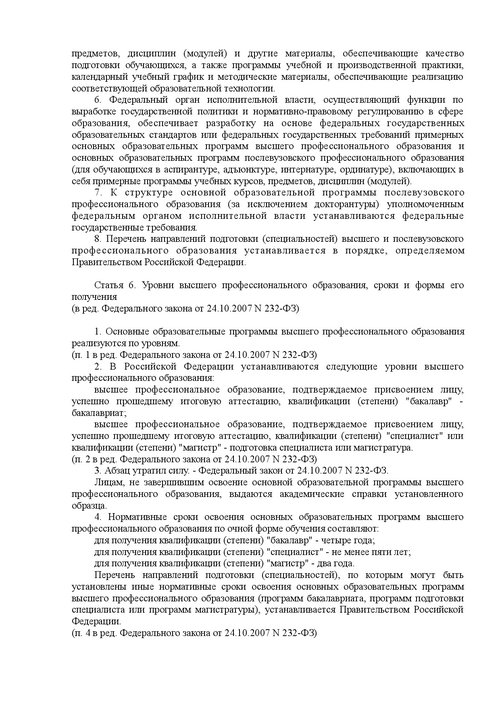 предметов, дисциплин (модулей) и другие материалы, обеспечивающие качество
подготовки обучающихся, а также программы учебной и производственной практики,
календарный учебный график и методические материалы, обеспечивающие реализацию
соответствующей образовательной технологии.
6. Федеральный орган исполнительной власти, осуществляющий функции по
выработке государственной политики и нормативно-правовому регулированию в сфере
образования, обеспечивает разработку на основе федеральных государственных
образовательных стандартов или федеральных государственных требований примерных
основных образовательных программ высшего профессионального образования и
основных образовательных программ послевузовского профессионального образования
(для обучающихся в аспирантуре, адъюнктуре, интернатуре, ординатуре), включающих в
себя примерные программы учебных курсов, предметов, дисциплин (модулей).
7. К структуре основной образовательной программы послевузовского
профессионального образования (за исключением докторантуры) уполномоченным
федеральным органом исполнительной власти устанавливаются федеральные
государственные требования.
8. Перечень направлений подготовки (специальностей) высшего и послевузовского
профессионального образования устанавливается в порядке, определяемом
Правительством Российской Федерации.
Статья 6. Уровни высшего профессионального образования, сроки и формы его
получения
(в ред. Федерального закона от 24.10.2007 N 232-ФЗ)
1. Основные образовательные программы высшего профессионального образования
реализуются по уровням.
(п. 1 в ред. Федерального закона от 24.10.2007 N 232-ФЗ)
2. В Российской Федерации устанавливаются следующие уровни высшего
профессионального образования:
высшее профессиональное образование, подтверждаемое присвоением лицу,
успешно прошедшему итоговую аттестацию, квалификации (степени) "бакалавр" -
бакалавриат;
высшее профессиональное образование, подтверждаемое присвоением лицу,
успешно прошедшему итоговую аттестацию, квалификации (степени) "специалист" или
квалификации (степени) "магистр" - подготовка специалиста или магистратура.
(п. 2 в ред. Федерального закона от 24.10.2007 N 232-ФЗ)
3. Абзац утратил силу. - Федеральный закон от 24.10.2007 N 232-ФЗ.
Лицам, не завершившим освоение основной образовательной программы высшего
профессионального образования, выдаются академические справки установленного
образца.
4. Нормативные сроки освоения основных образовательных программ высшего
профессионального образования по очной форме обучения составляют:
для получения квалификации (степени) "бакалавр" - четыре года;
для получения квалификации (степени) "специалист" - не менее пяти лет;
для получения квалификации (степени) "магистр" - два года.
Перечень направлений подготовки (специальностей), по которым могут быть
установлены иные нормативные сроки освоения основных образовательных программ
высшего профессионального образования (программ бакалавриата, программ подготовки
специалиста или программ магистратуры), устанавливается Правительством Российской
Федерации.
(п. 4 в ред. Федерального закона от 24.10.2007 N 232-ФЗ)